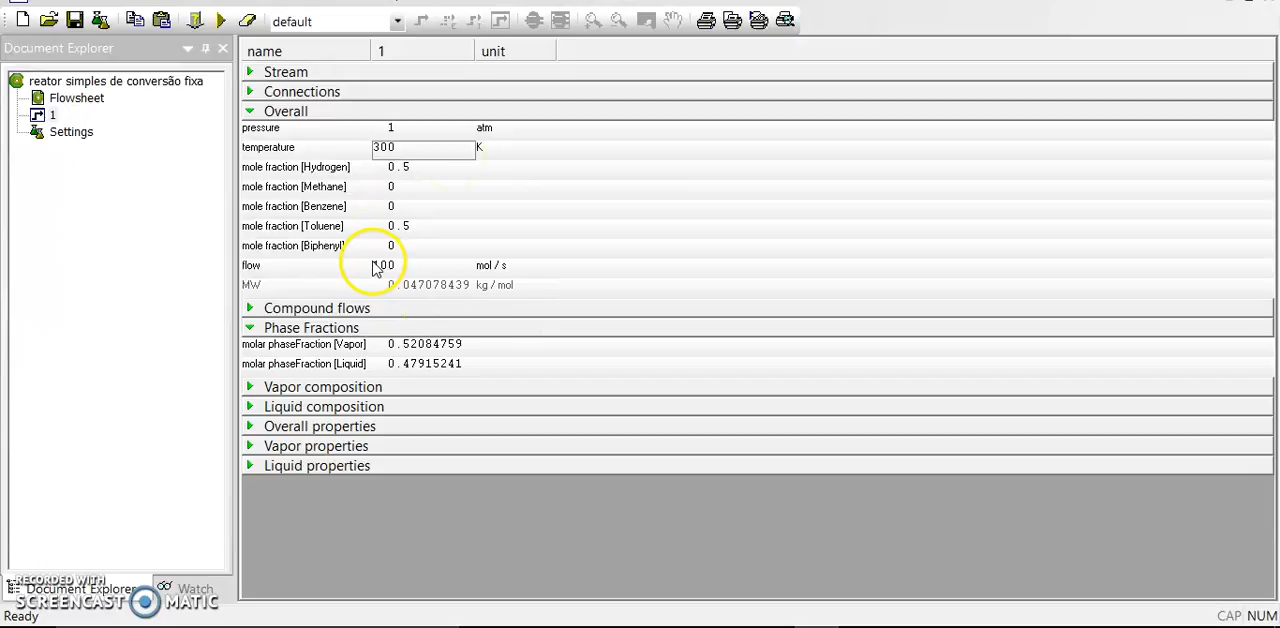 default
Document Explorer
name 1 unit
reator simples de conversão fixa
Flowsheet
1
Settings
Stream
Connections
Overall
pressure 1 atm
temperature 300 K
mole fraction [Hydrogen] 0.5
mole fraction [Methane] 0
mole fraction [Benzene] 0
mole fraction [Toluene] 0.5
mole fraction [Biphenyl] 0
flow 100 mol / s
MW 0.047078439 kg / mol
Compound flows
Phase Fractions
molar phaseFraction [Vapor] 0.52084759
molar phaseFraction [Liquid] 0.47915241
Vapor composition
Liquid composition
Overall properties
Vapor properties
Liquid properties
Document Explorer Watch
RECORDED WITH
SCREENCAST MATIC
Ready CAP NUM